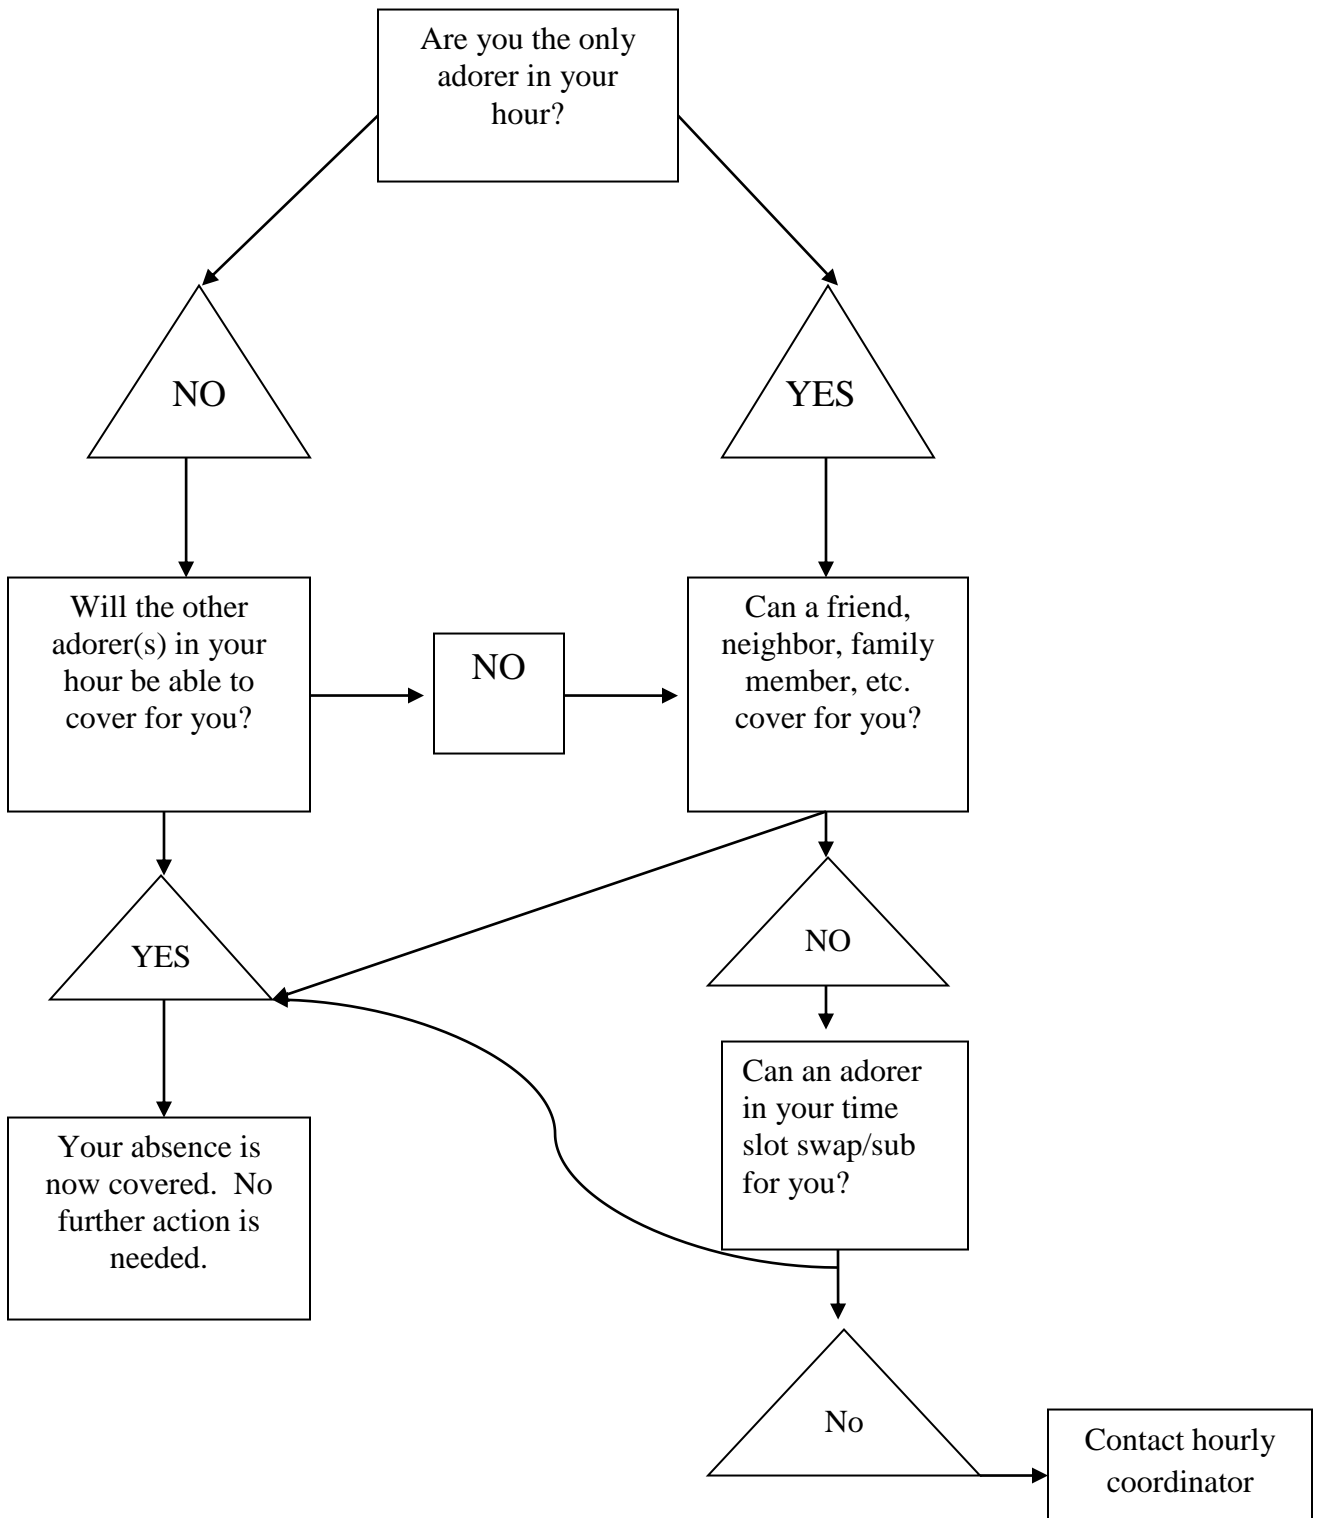 Are you the only
adorer in your
hour?
NO
YES
Will the other
adorer(s) in your
hour be able to
cover for you?
NO
Can a friend,
neighbor, family
member, etc.
cover for you?
YES
NO
Your absence is
now covered.  No
further action is
needed.
Can an adorer
in your time
slot swap/sub
for you?
No
Contact hourly
coordinator